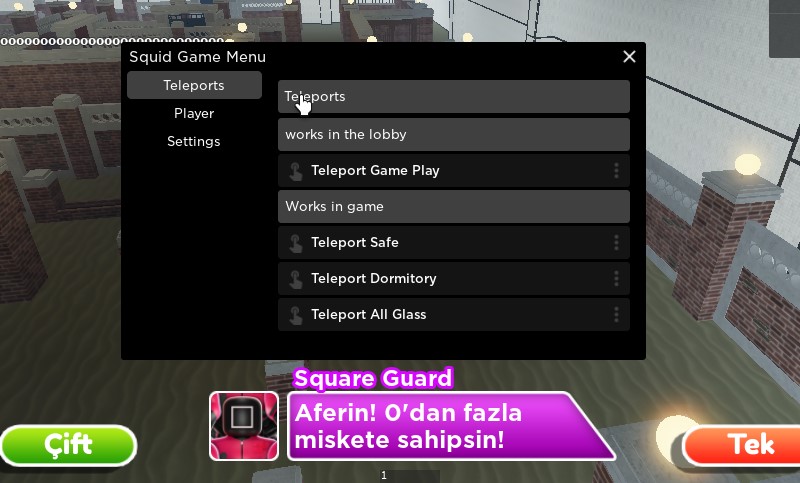 Squid Game Menu
Teleports
Player
Settings
Teleports
works in the lobby
Teleport Game Play
Works in game
Teleport Safe
Teleport Dormitory
Teleport All Glass
Square Guard
Aferin! 0'dan fazla
miskete sahipsin!
Çift
Tek
1